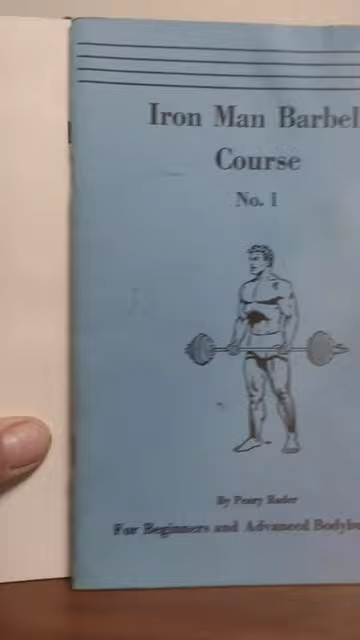 Iron Man Barbel
Course
No. 1
By Peary Rader
For Beginners and Advanced Bodybu